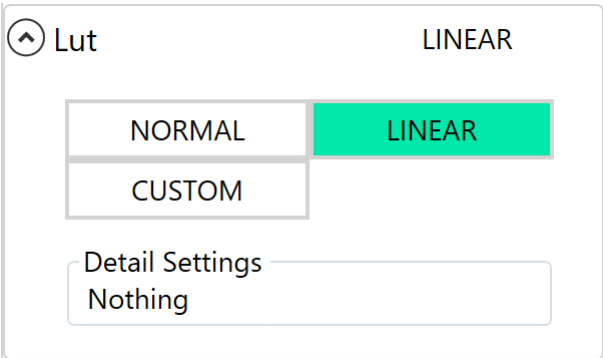 Lut LINEAR
NORMAL LINEAR
CUSTOM
Detail Settings
Nothing